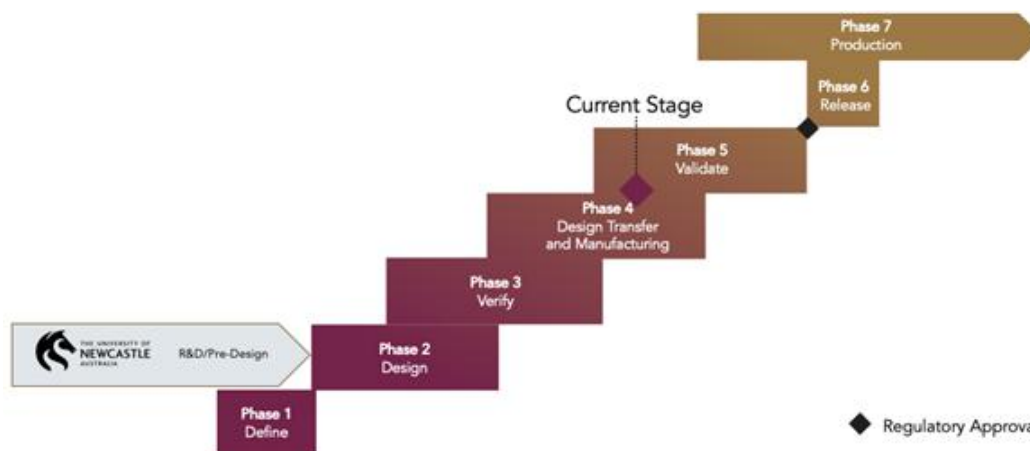 Phase 7
Production
Phase 6
Release
Current Stage
Phase 5
Validate
Phase 4
Design Transfer
and Manufacturing
Phase 3
Verify
THE UNIVERSITY OF
NEWCASTLE
AUSTRALIA
R&D/Pre-Design
Phase 2
Design
Phase 1
Define
Regulatory Approva